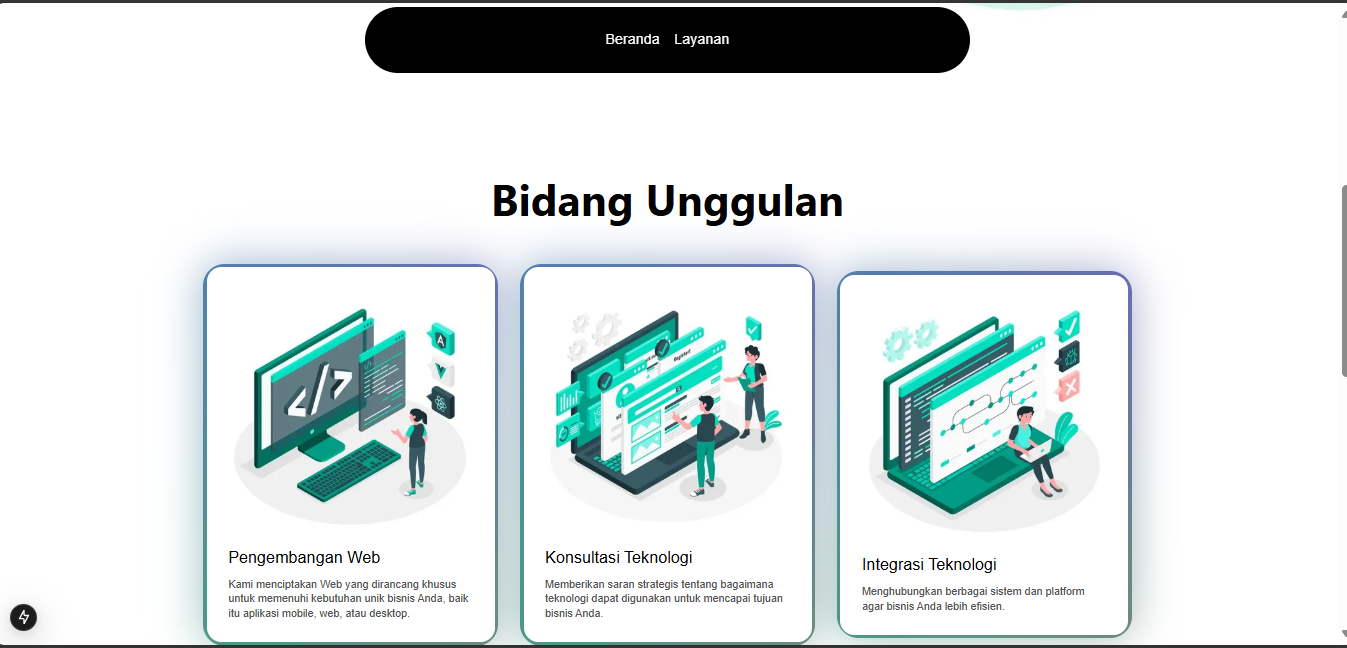 Beranda Layanan
Bidang Unggulan
Pengembangan Web
Kami menciptakan Web yang dirancang khusus
untuk memenuhi kebutuhan unik bisnis Anda, baik
itu aplikasi mobile, web, atau desktop.
Konsultasi Teknologi
Memberikan saran strategis tentang bagaimana
teknologi dapat digunakan untuk mencapai tujuan
bisnis Anda.
Integrasi Teknologi
Menghubungkan berbagai sistem dan platform
agar bisnis Anda lebih efisien.